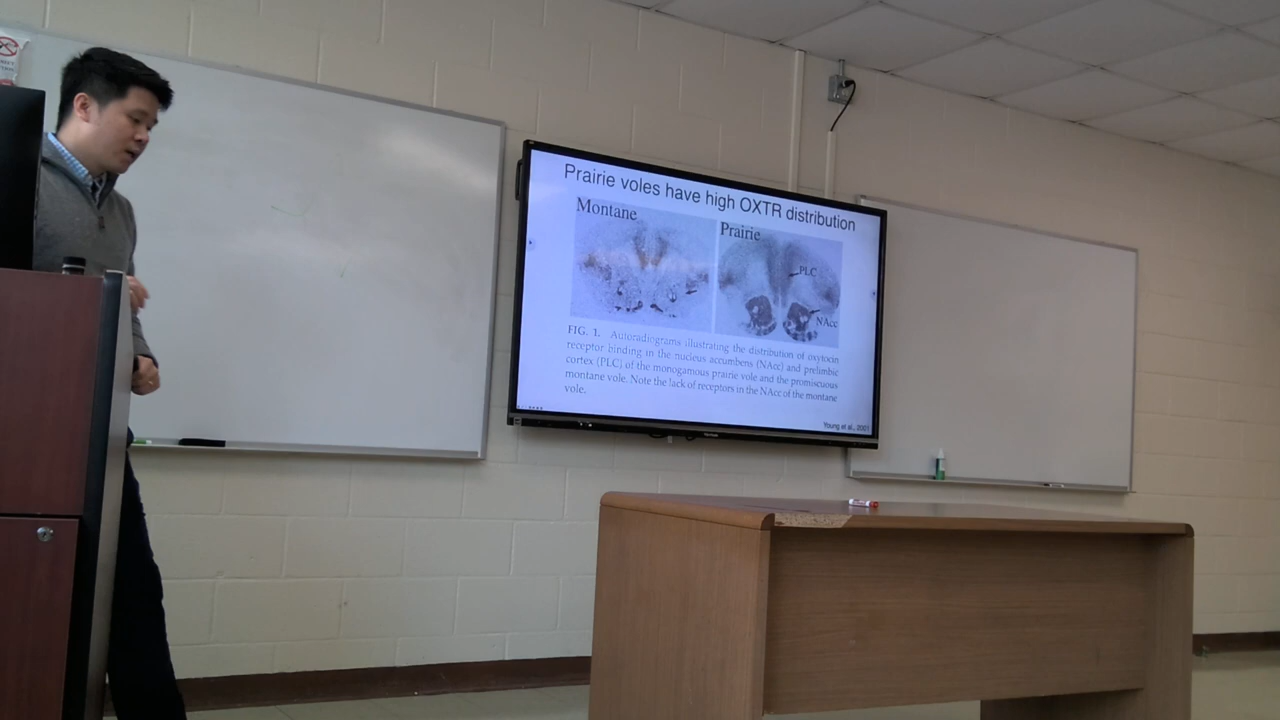 Prairie voles have high OXTR distribution
Montane
Prairie
PLC
NAcc
FIG. 1. Autoradiograms illustrating the distribution of oxytocin
receptor binding in the nucleus accumbens (NAcc) and prelimbic
cortex (PLC) of the monogamous prairie vole and the promiscuous
montane vole. Note the lack of receptors in the NAcc of the montane
vole.
Young et al., 2001